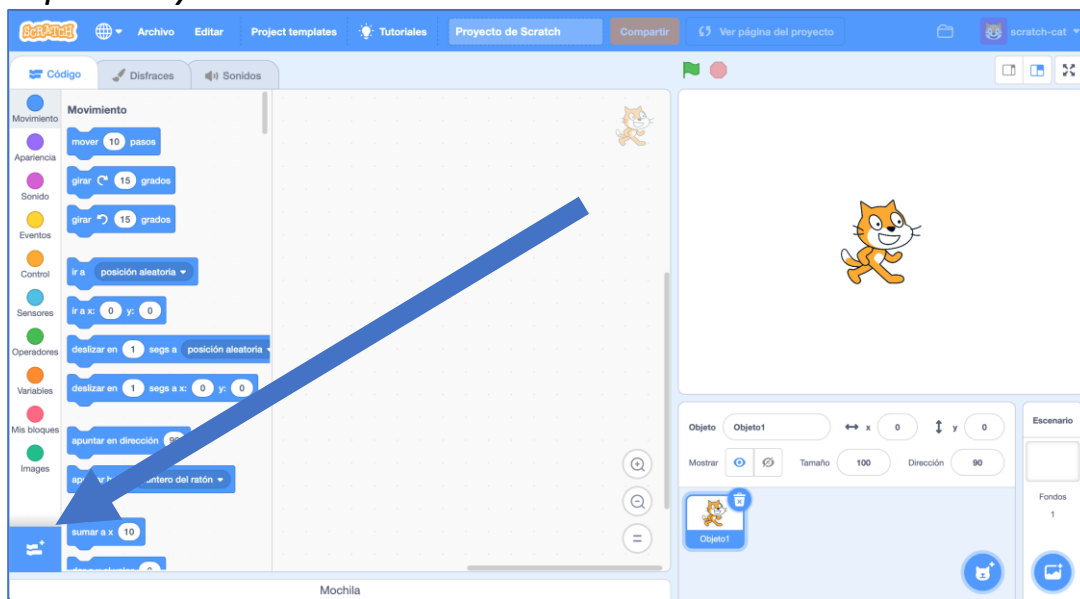 SCRATCH Archivo Editar Project templates Tutoriales Proyecto de Scratch Compartir Ver página del proyecto scratch-cat
Código Disfraces Sonidos
Movimiento
Apariencia
Sonido
Eventos
Control
Sensores
Operadores
Variables
Mis bloques
Images
Movimiento
mover 10 pasos
girar 15 grados
girar 15 grados
ir a posición aleatoria
ir a x: 0 y: 0
deslizar en 1 segs a posición aleatoria
deslizar en 1 segs a x: 0 y: 0
apuntar en dirección
del ratón
sumar a x 10
Mochila
Objeto Objeto1 x 0 y 0
Mostrar Tamaño 100 Dirección 90
Objeto1
Escenario
Fondos
1